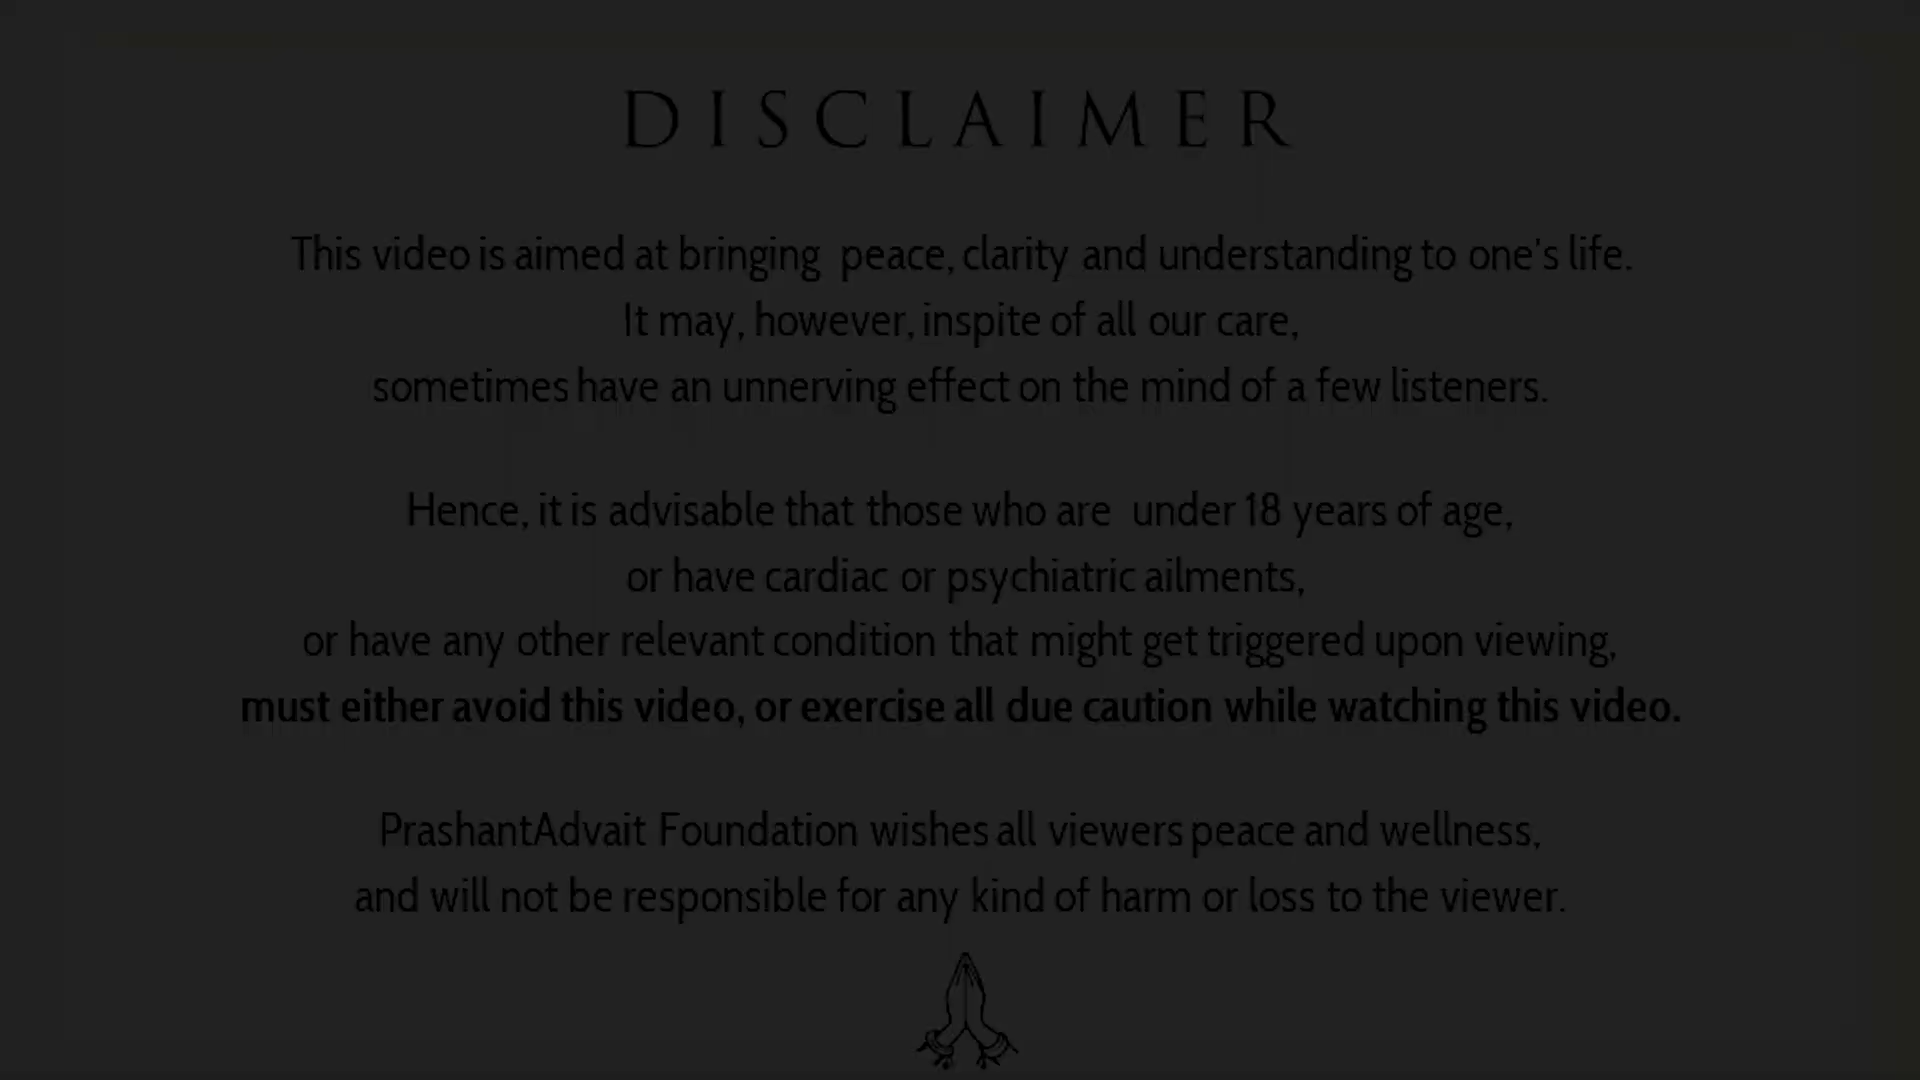 DISCLAIMER
This video is aimed at bringing peace, clarity and understanding to one's life.
It may, however, inspite of all our care,
sometimes have an unnerving effect on the mind of a few listeners.
Hence, it is advisable that those who are under 18 years of age,
or have cardiac or psychiatric ailments,
or have any other relevant condition that might get triggered upon viewing,
must either avoid this video, or exercise all due caution while watching this video.
PrashantAdvait Foundation wishes all viewers peace and wellness,
and will not be responsible for any kind of harm or loss to the viewer.